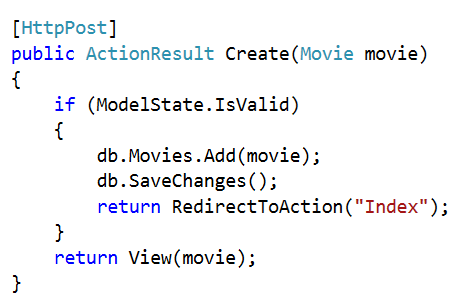 [HttpPost]
public ActionResult Create(Movie movie)
{
    if (ModelState.IsValid)
    {
        db.Movies.Add(movie);
        db.SaveChanges();
        return RedirectToAction("Index");
    }
    return View(movie);
}